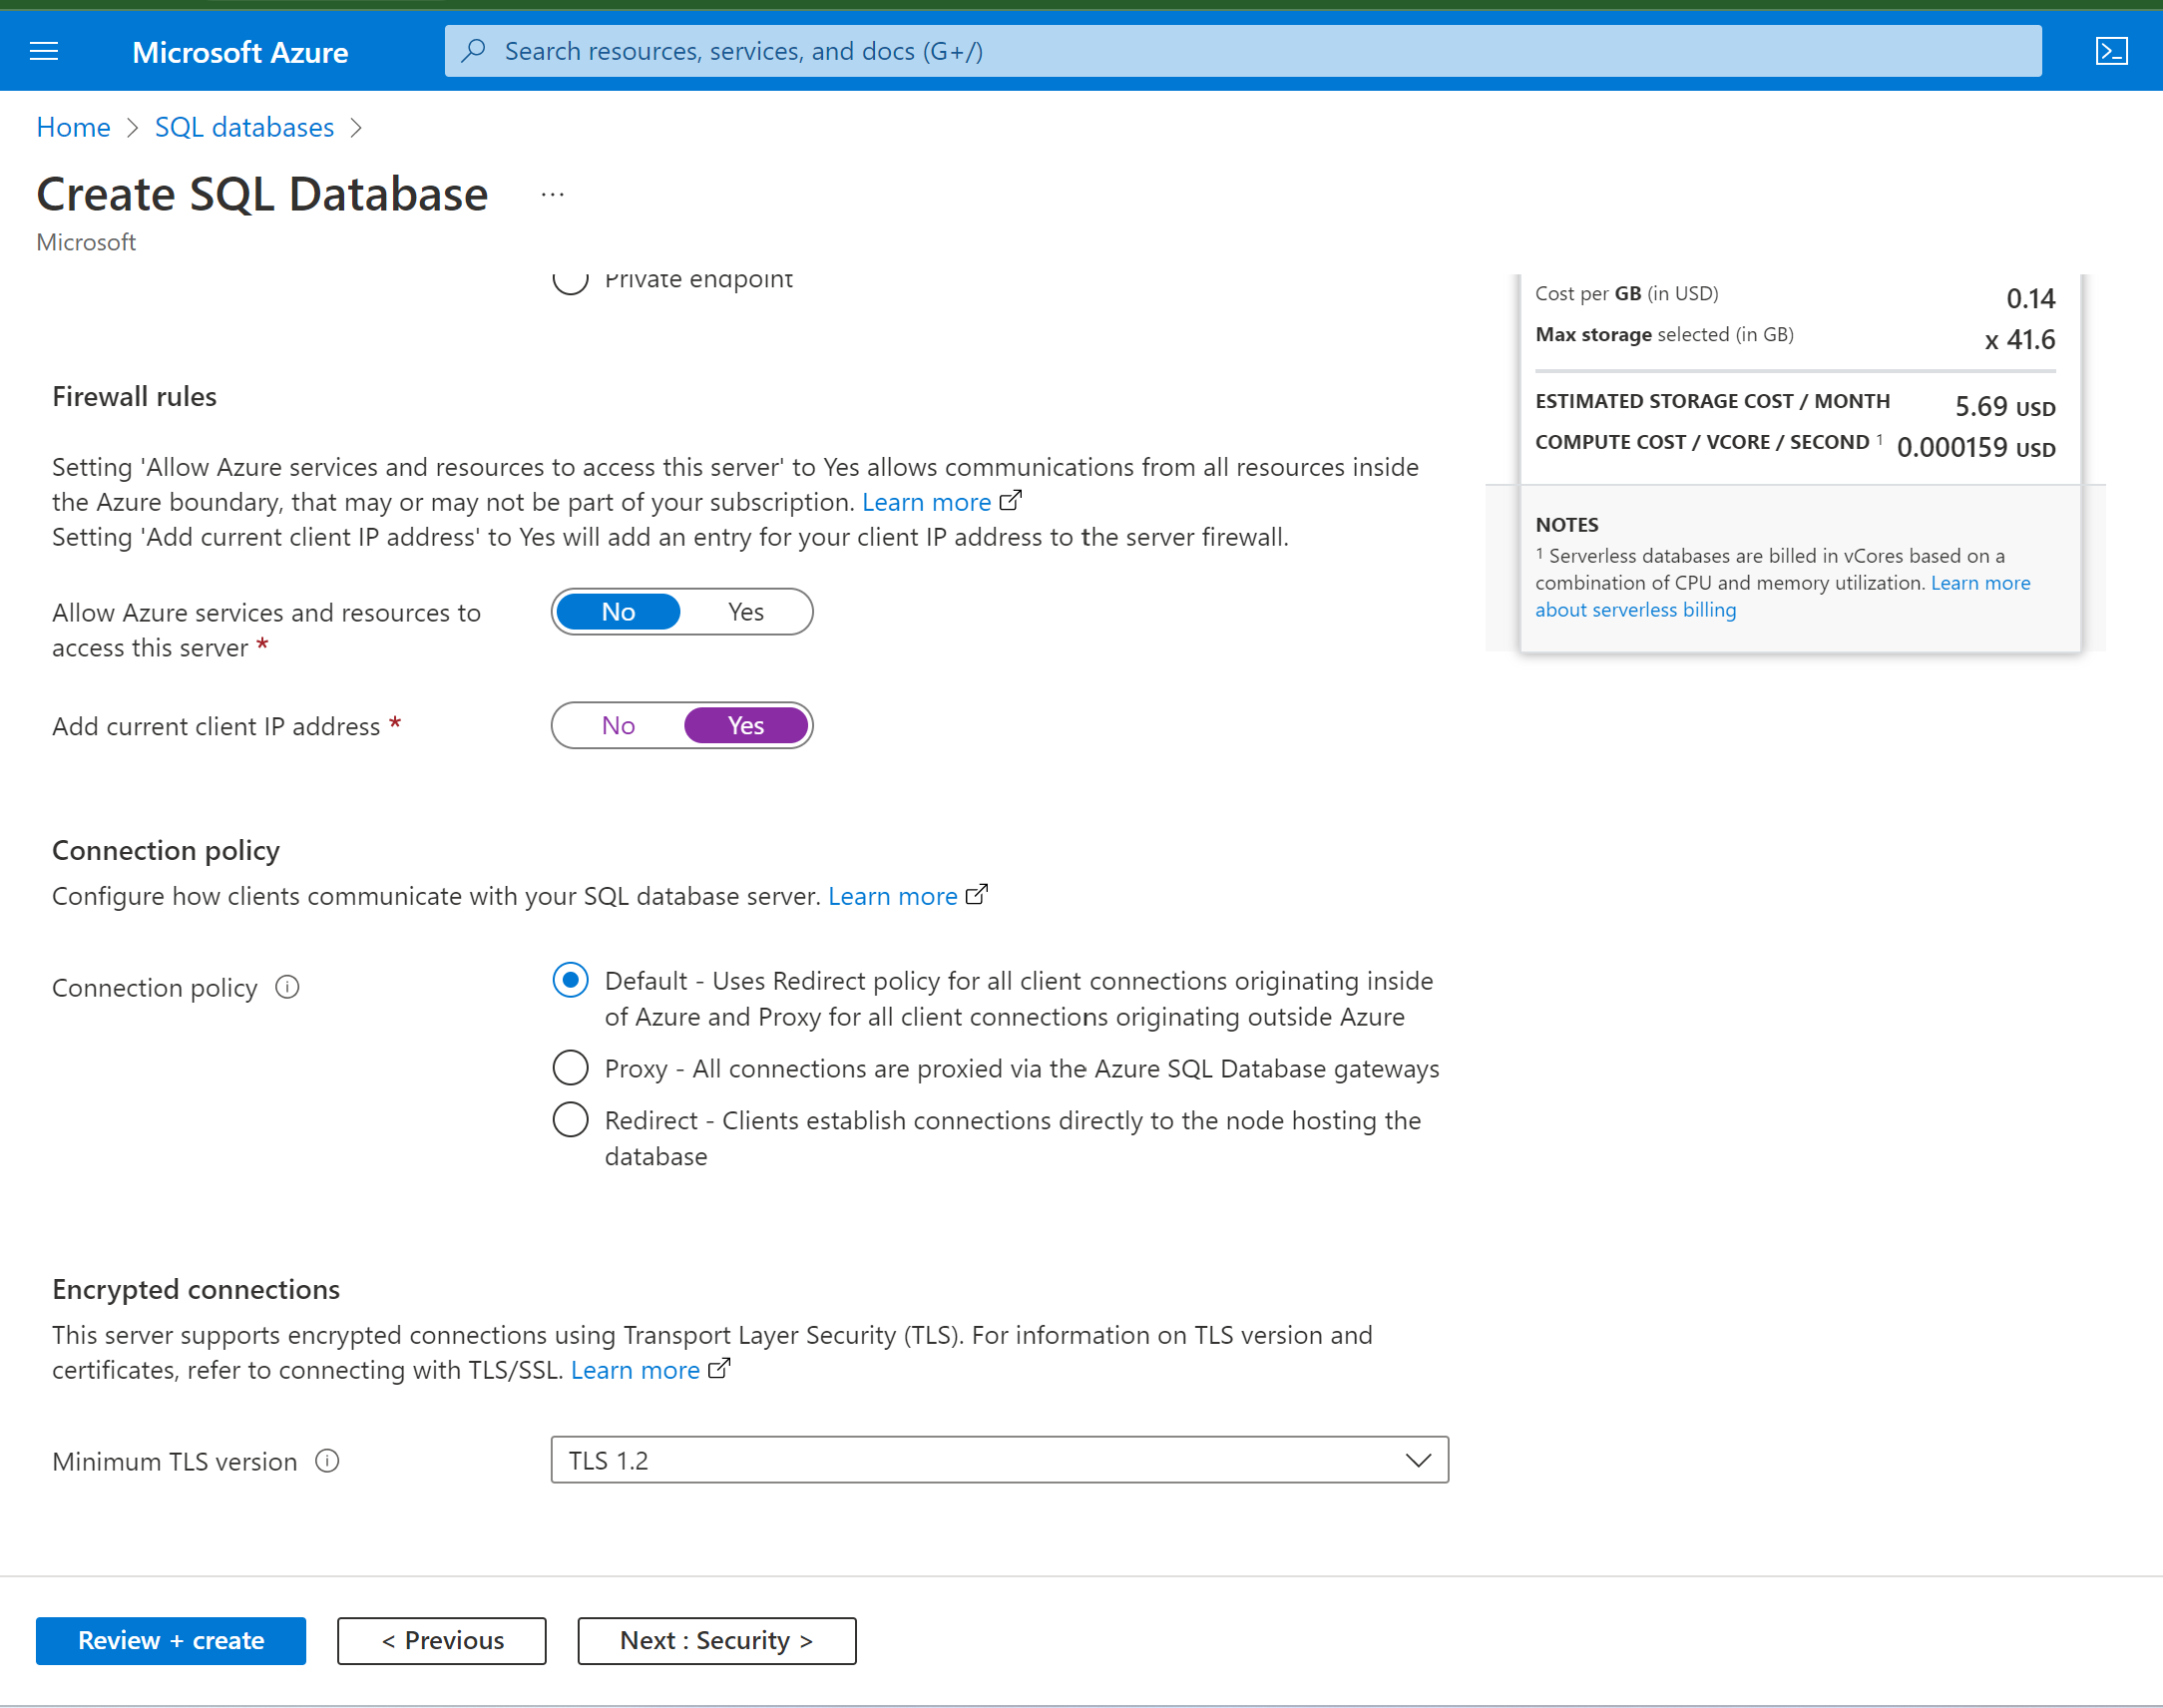 Microsoft Azure
Search resources, services, and docs (G+/)
Home > SQL databases >
Create SQL Database ...
Microsoft
Private endpoint
Firewall rules
Setting 'Allow Azure services and resources to access this server' to Yes allows communications from all resources inside
the Azure boundary, that may or may not be part of your subscription. Learn more
Setting 'Add current client IP address' to Yes will add an entry for your client IP address to the server firewall.
Allow Azure services and resources to
access this server *
No Yes
Add current client IP address *
No Yes
Connection policy
Configure how clients communicate with your SQL database server. Learn more
Connection policy
Default - Uses Redirect policy for all client connections originating inside
of Azure and Proxy for all client connections originating outside Azure
Proxy - All connections are proxied via the Azure SQL Database gateways
Redirect - Clients establish connections directly to the node hosting the
database
Encrypted connections
This server supports encrypted connections using Transport Layer Security (TLS). For information on TLS version and
certificates, refer to connecting with TLS/SSL. Learn more
Minimum TLS version
TLS 1.2
Cost per GB (in USD) 0.14
Max storage selected (in GB) x 41.6
ESTIMATED STORAGE COST / MONTH 5.69 USD
COMPUTE COST / VCORE / SECOND ¹ 0.000159 USD
NOTES
¹ Serverless databases are billed in vCores based on a
combination of CPU and memory utilization. Learn more
about serverless billing
Review + create
< Previous
Next : Security >